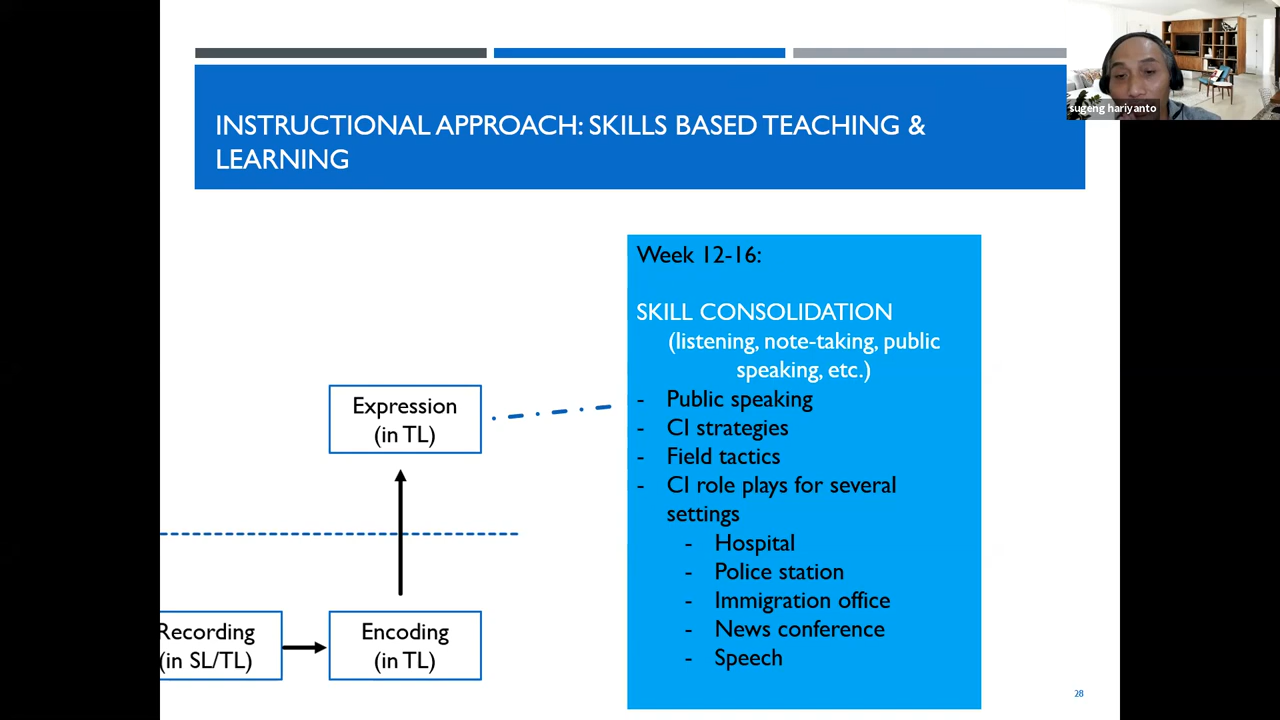 sugeng hariyanto
INSTRUCTIONAL APPROACH: SKILLS BASED TEACHING &
LEARNING
Week 12-16:
SKILL CONSOLIDATION
(listening, note-taking, public
speaking, etc.)
- Public speaking
- CI strategies
- Field tactics
- CI role plays for several
settings
- Hospital
- Police station
- Immigration office
- News conference
- Speech
Expression
(in TL)
Recording
(in SL/TL)
Encoding
(in TL)
28